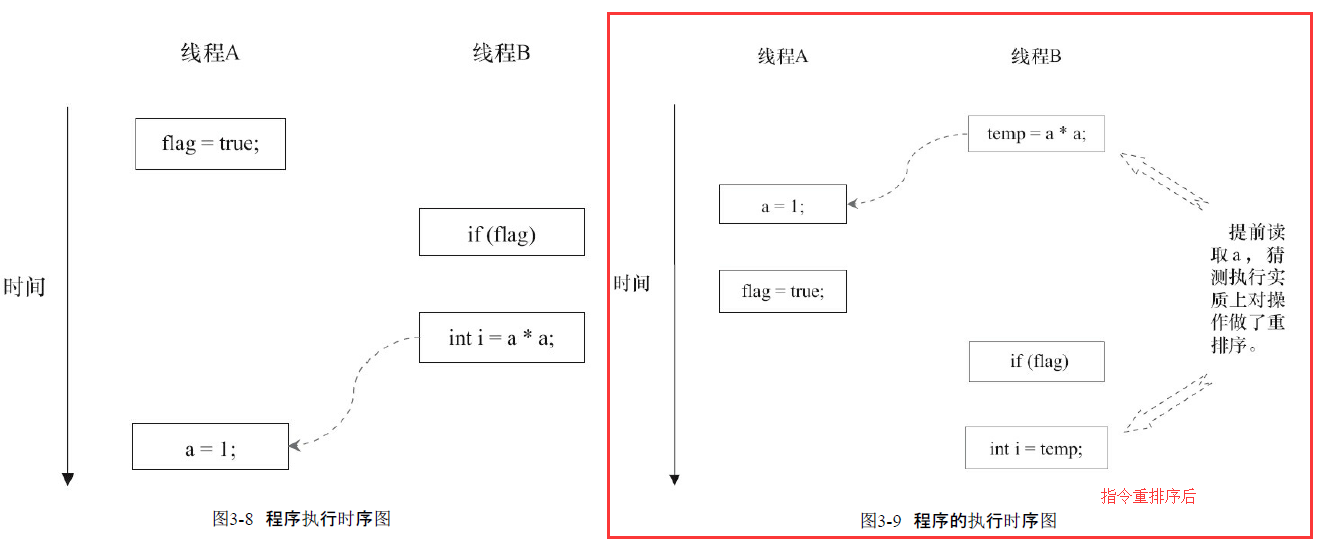 线程A
线程B
flag = true;
if (flag)
时间
int i = a * a;
a = 1;
图3-8 程序执行时序图
线程A
线程B
temp = a * a;
a = 1;
提前读
取a，猜
测执行实
质上对操
作做了重
排序。
时间
flag = true;
if (flag)
int i = temp;
指令重排序后
图3-9 程序的执行时序图